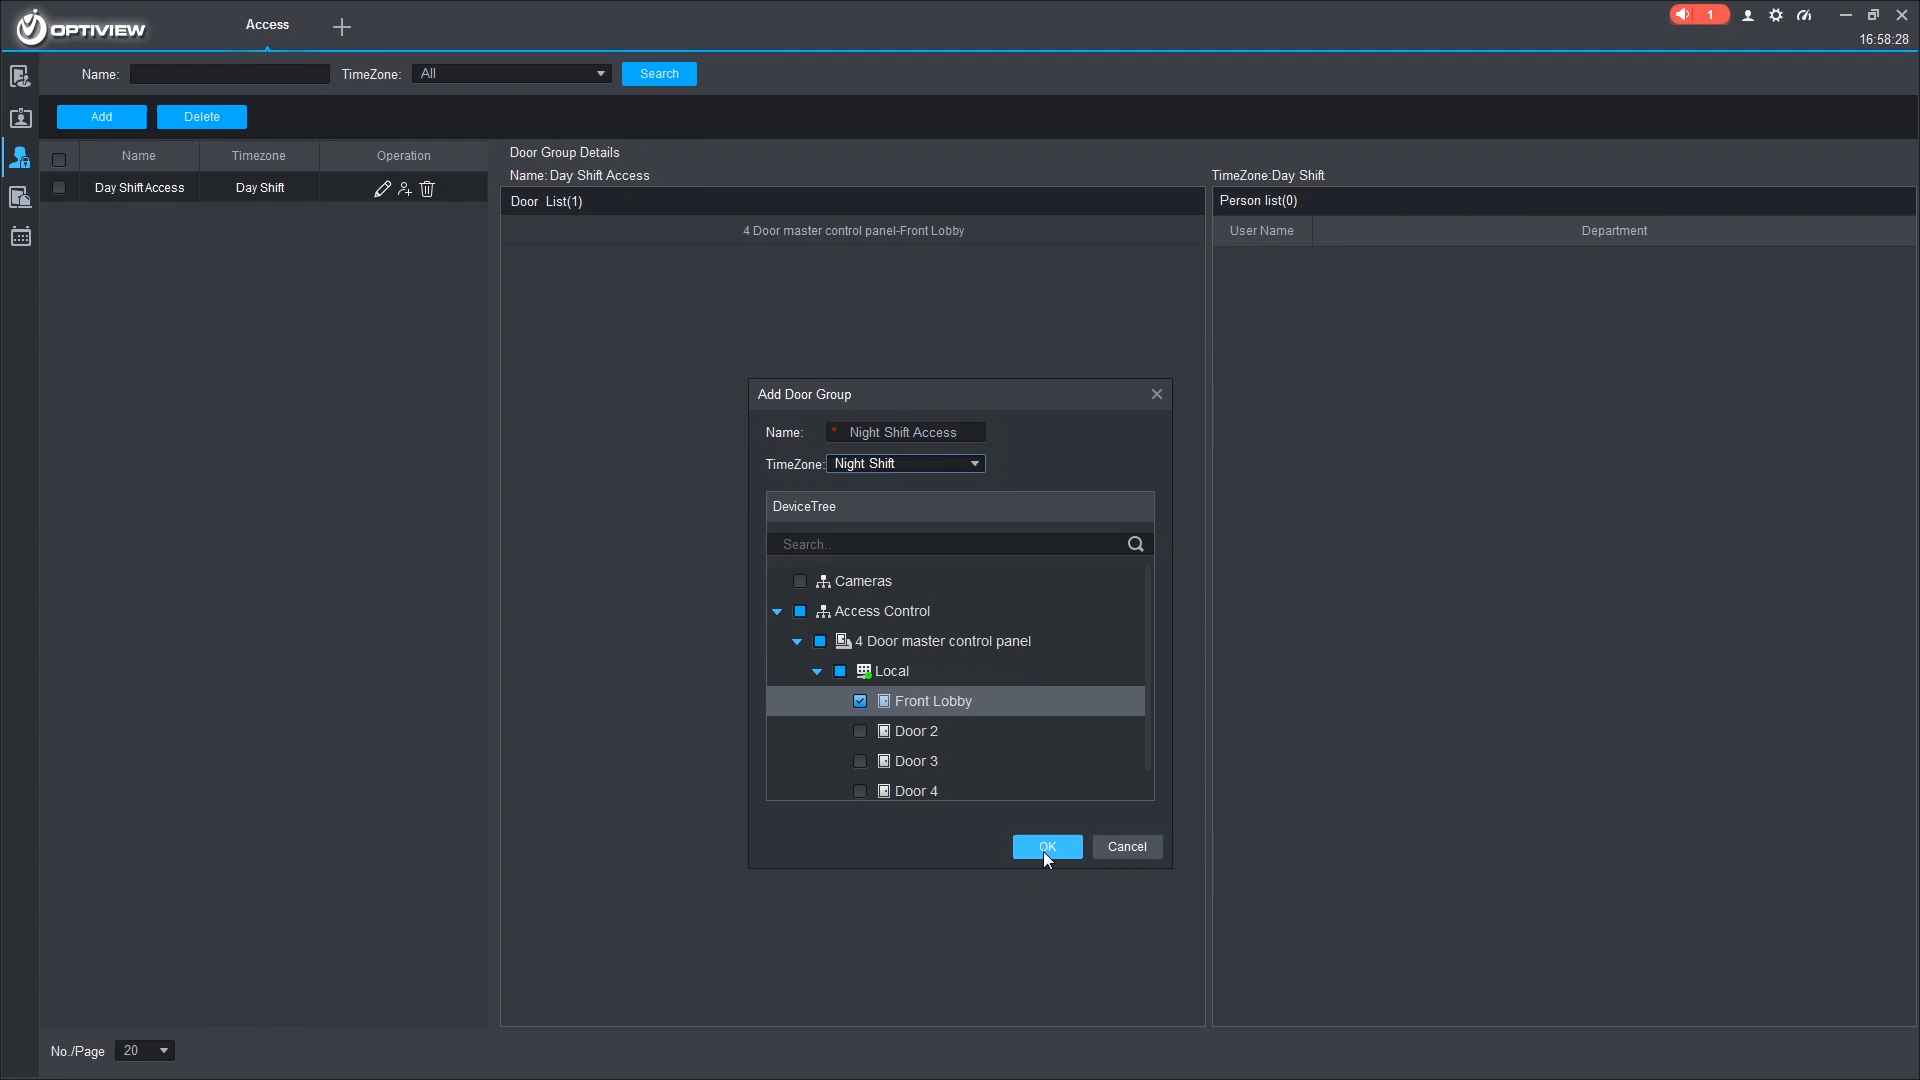 OPTIVIEW
Access
1
16:58:28
Name:
TimeZone: All
Search
Add
Delete
Name
Timezone
Operation
Day Shift Access
Day Shift
Door Group Details
Name: Day Shift Access
TimeZone:Day Shift
Door List(1)
4 Door master control panel-Front Lobby
Person list(0)
User Name
Department
Add Door Group
Name: * Night Shift Access
TimeZone: Night Shift
DeviceTree
Search..
Cameras
Access Control
4 Door master control panel
Local
Front Lobby
Door 2
Door 3
Door 4
OK
Cancel
No./Page 20